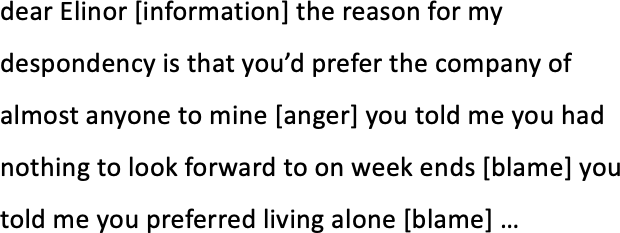 dear Elinor [information] the reason for my
despondency is that you’d prefer the company of
almost anyone to mine [anger] you told me you had
nothing to look forward to on week ends [blame] you
told me you preferred living alone [blame] …